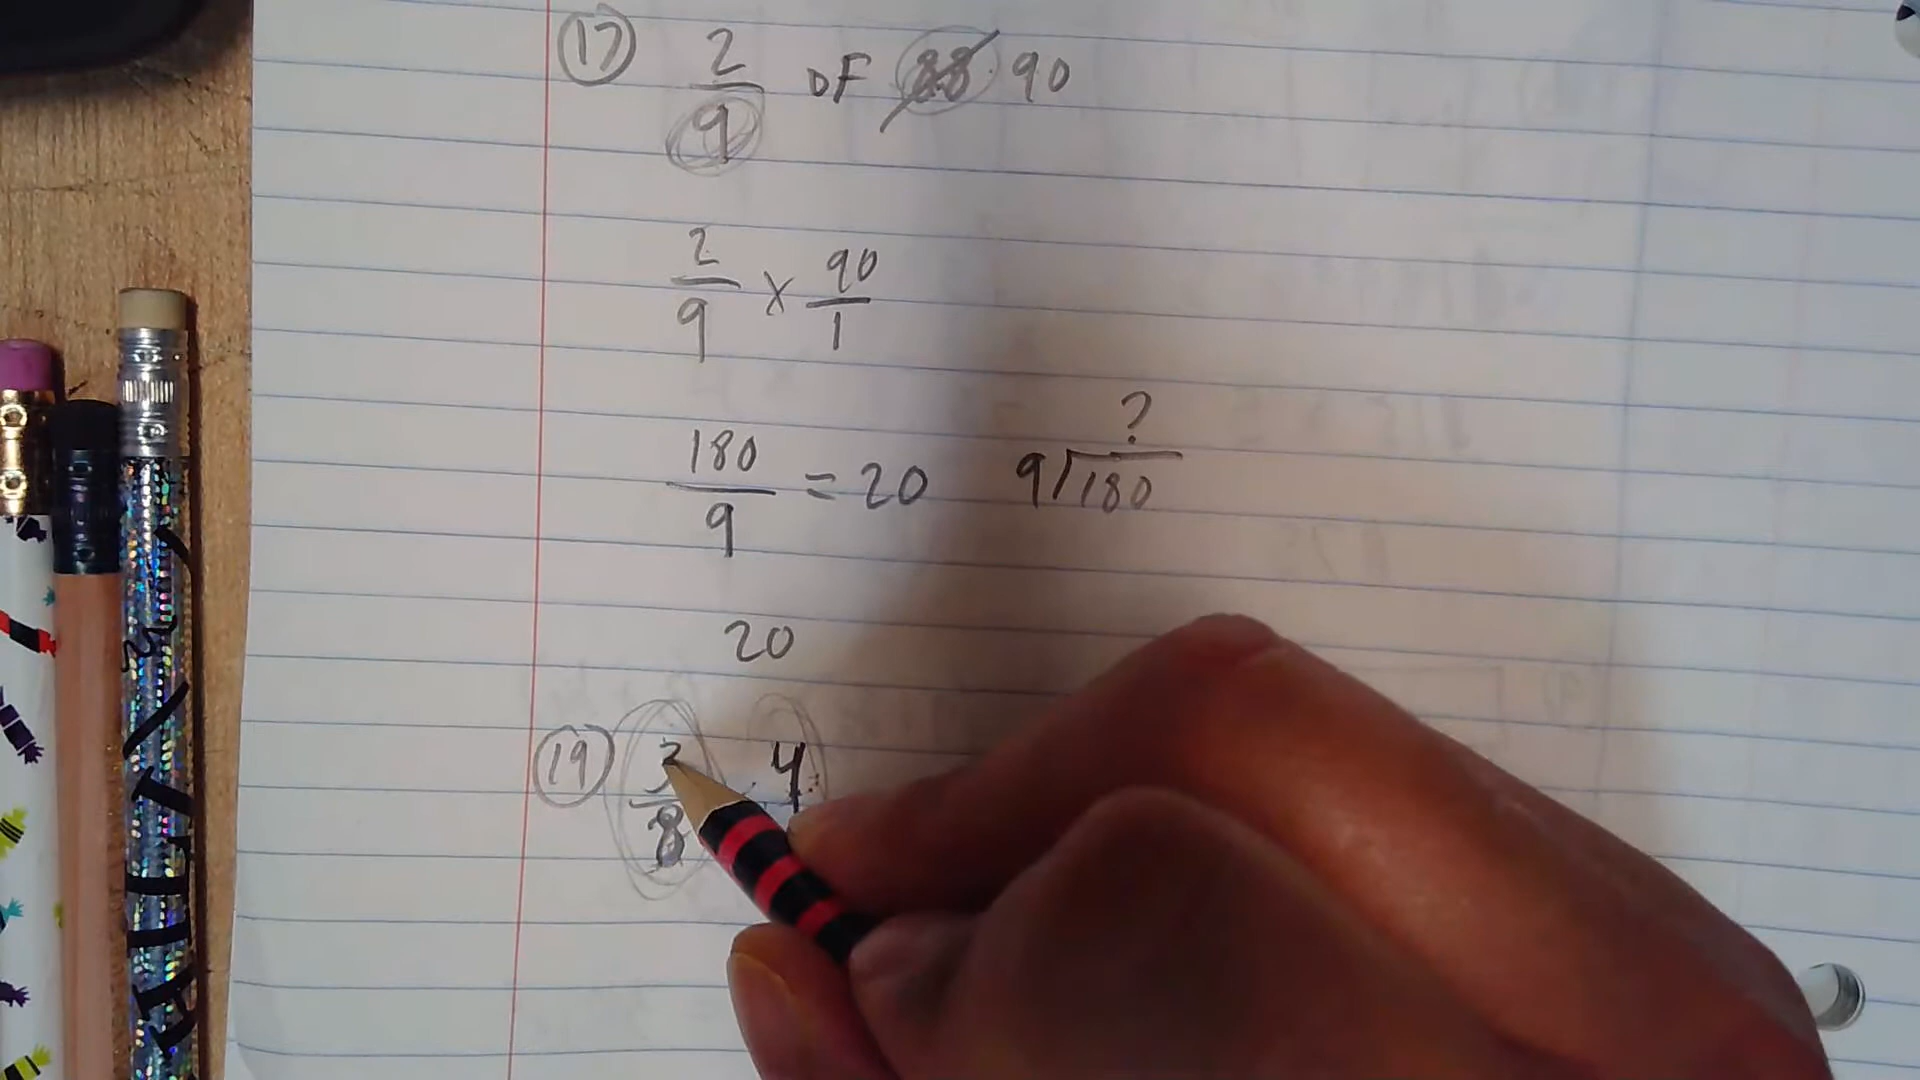 17 2/9 OF 88 90
2/9 x 90/1
180/9 = 20 9)180 ?
20
19 3/8 4